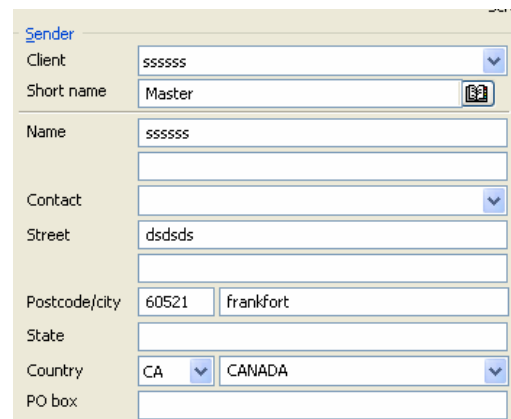 Sender
Client ssssss
Short name Master
Name ssssss
Contact
Street dsdsds
Postcode/city 60521 frankfort
State
Country CA CANADA
PO box